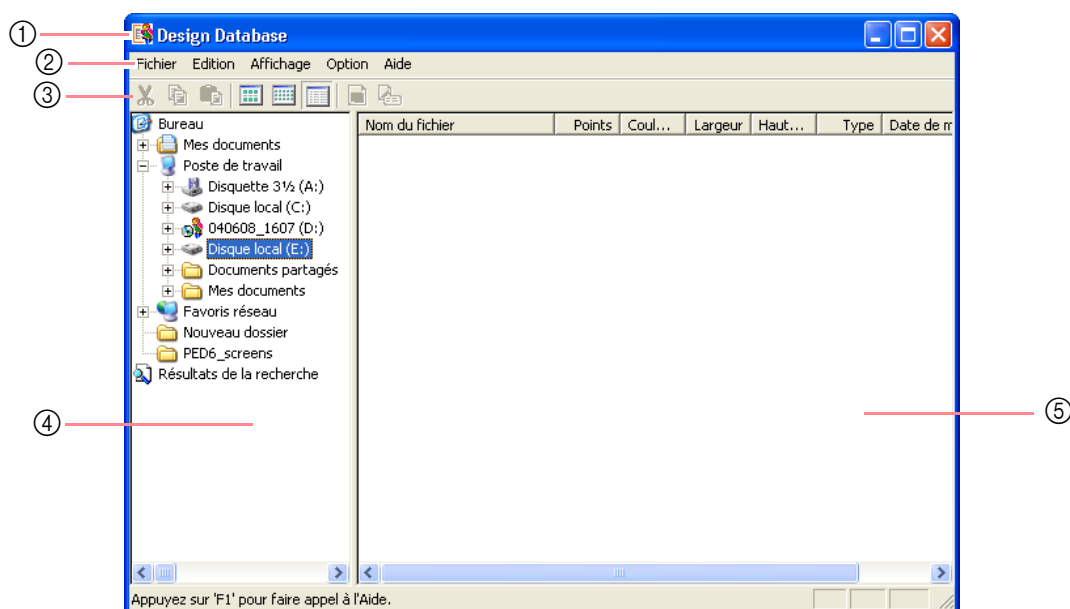 ① Design Database
② Fichier Edition Affichage Option Aide
③
Bureau
Mes documents
Poste de travail
Disquette 3½ (A:)
Disque local (C:)
040608_1607 (D:)
Disque local (E:)
Documents partagés
Mes documents
Favoris réseau
Nouveau dossier
PED6_screens
Résultats de la recherche
Nom du fichier Points Coul... Largeur Haut... Type Date de m
④
⑤
Appuyez sur 'F1' pour faire appel à l'Aide.